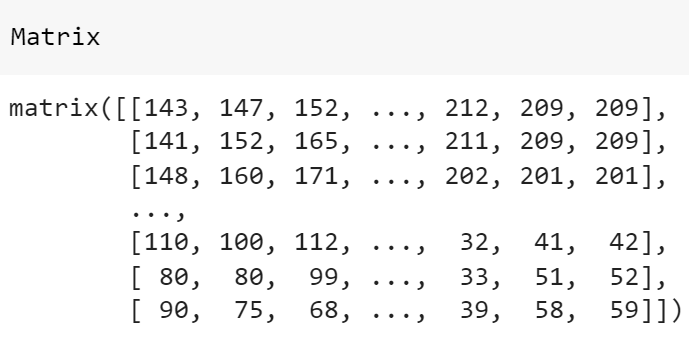 Matrix
matrix([[143, 147, 152, ..., 212, 209, 209],
        [141, 152, 165, ..., 211, 209, 209],
        [148, 160, 171, ..., 202, 201, 201],
        ...,
        [110, 100, 112, ...,  32,  41,  42],
        [ 80,  80,  99, ...,  33,  51,  52],
        [ 90,  75,  68, ...,  39,  58,  59]])